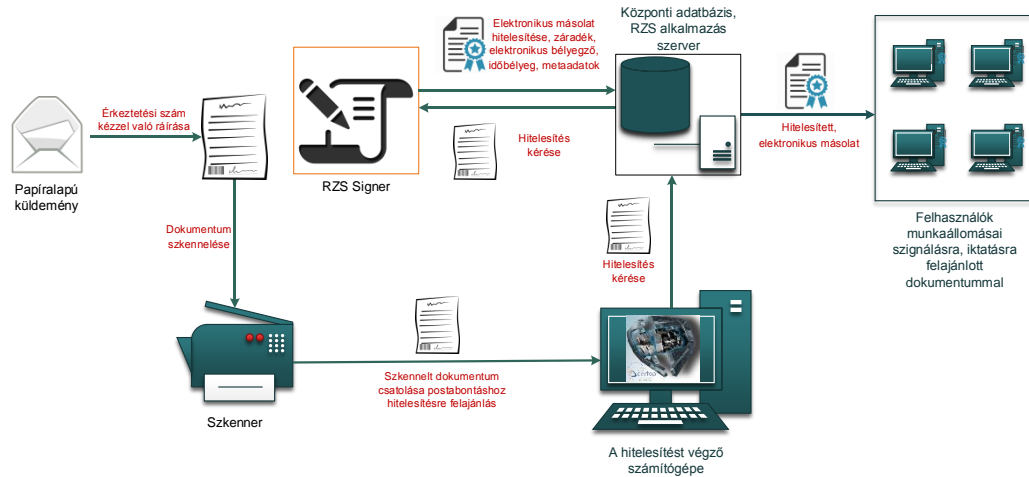 Elektronikus másolat
hitelesítése, záradék,
elektronikus bélyegző,
időbélyeg, metaadatok
Központi adatbázis,
RZS alkalmazás
szerver
Érkeztetési szám
kézzel való ráírása
Papíralapú
küldemény
RZS Signer
Hitelesítés
kérése
Hitelesített,
elektronikus másolat
Felhasználók
munkaállomásai
szignálásra, iktatásra
felajánlott
dokumentummal
Dokumentum
szkennelése
Hitelesítés
kérése
Szkennelt dokumentum
csatolása postabontáshoz
hitelesítésre felajánlás
Szkenner
A hitelesítést végző
számítógépe